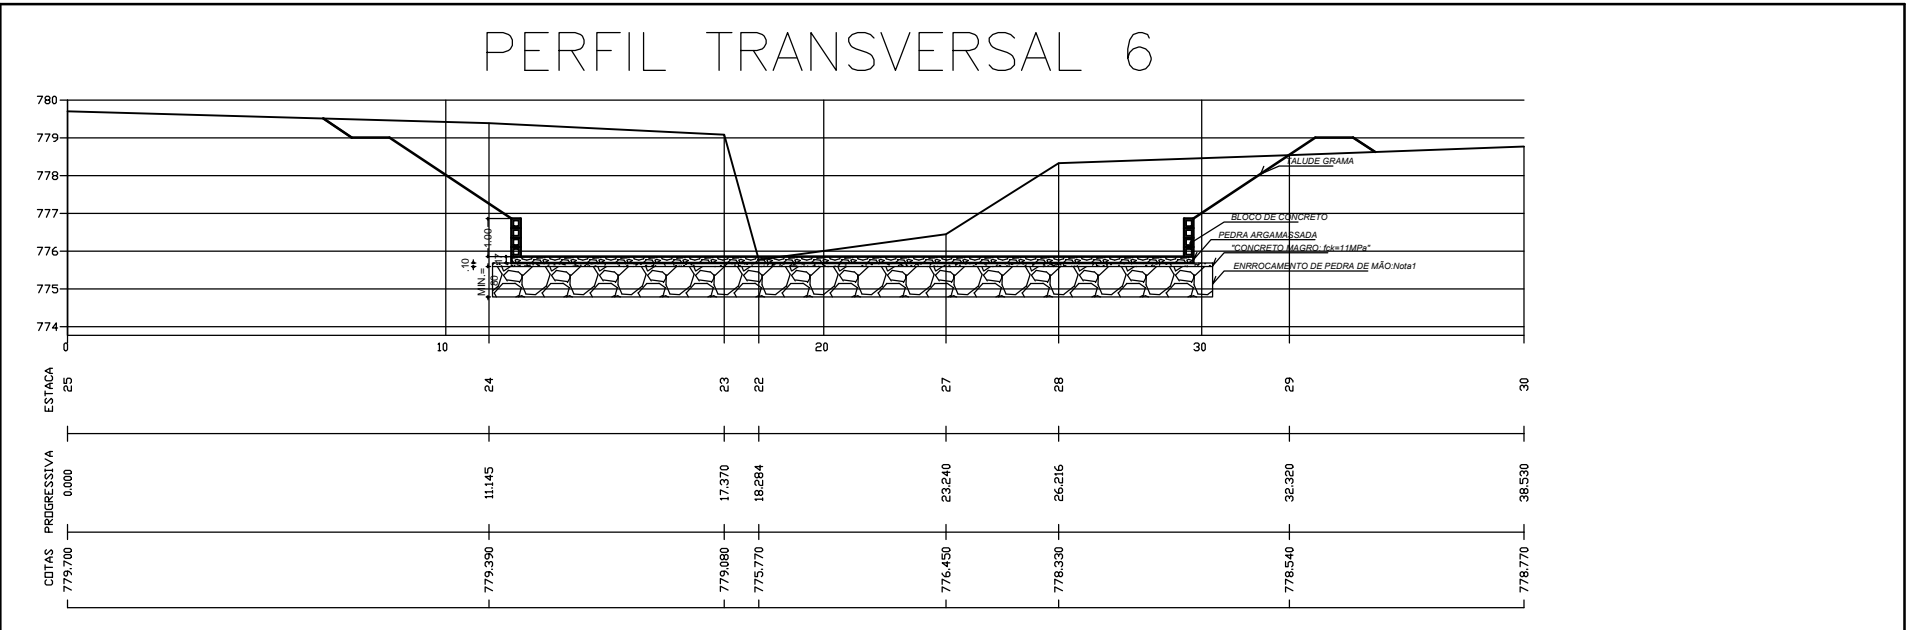 PERFIL TRANSVERSAL 6
780
779
778
777
776
775
774
TALUDE GRAMA
BLOCO DE CONCRETO
PEDRA ARGAMASSADA
"CONCRETO MAGRO: fck=11MPa"
ENRROCAMENTO DE PEDRA DE MÃO:Nota1
1.00
.17
.10
MIN.=
.80
0 10 20 30
ESTACA 25 24 23 22 27 28 29 30
PROGRESSIVA 0.000 11.145 17.370 18.284 23.240 26.216 32.320 38.530
COTAS 779.700 779.390 779.080 775.770 776.450 778.330 778.540 778.770